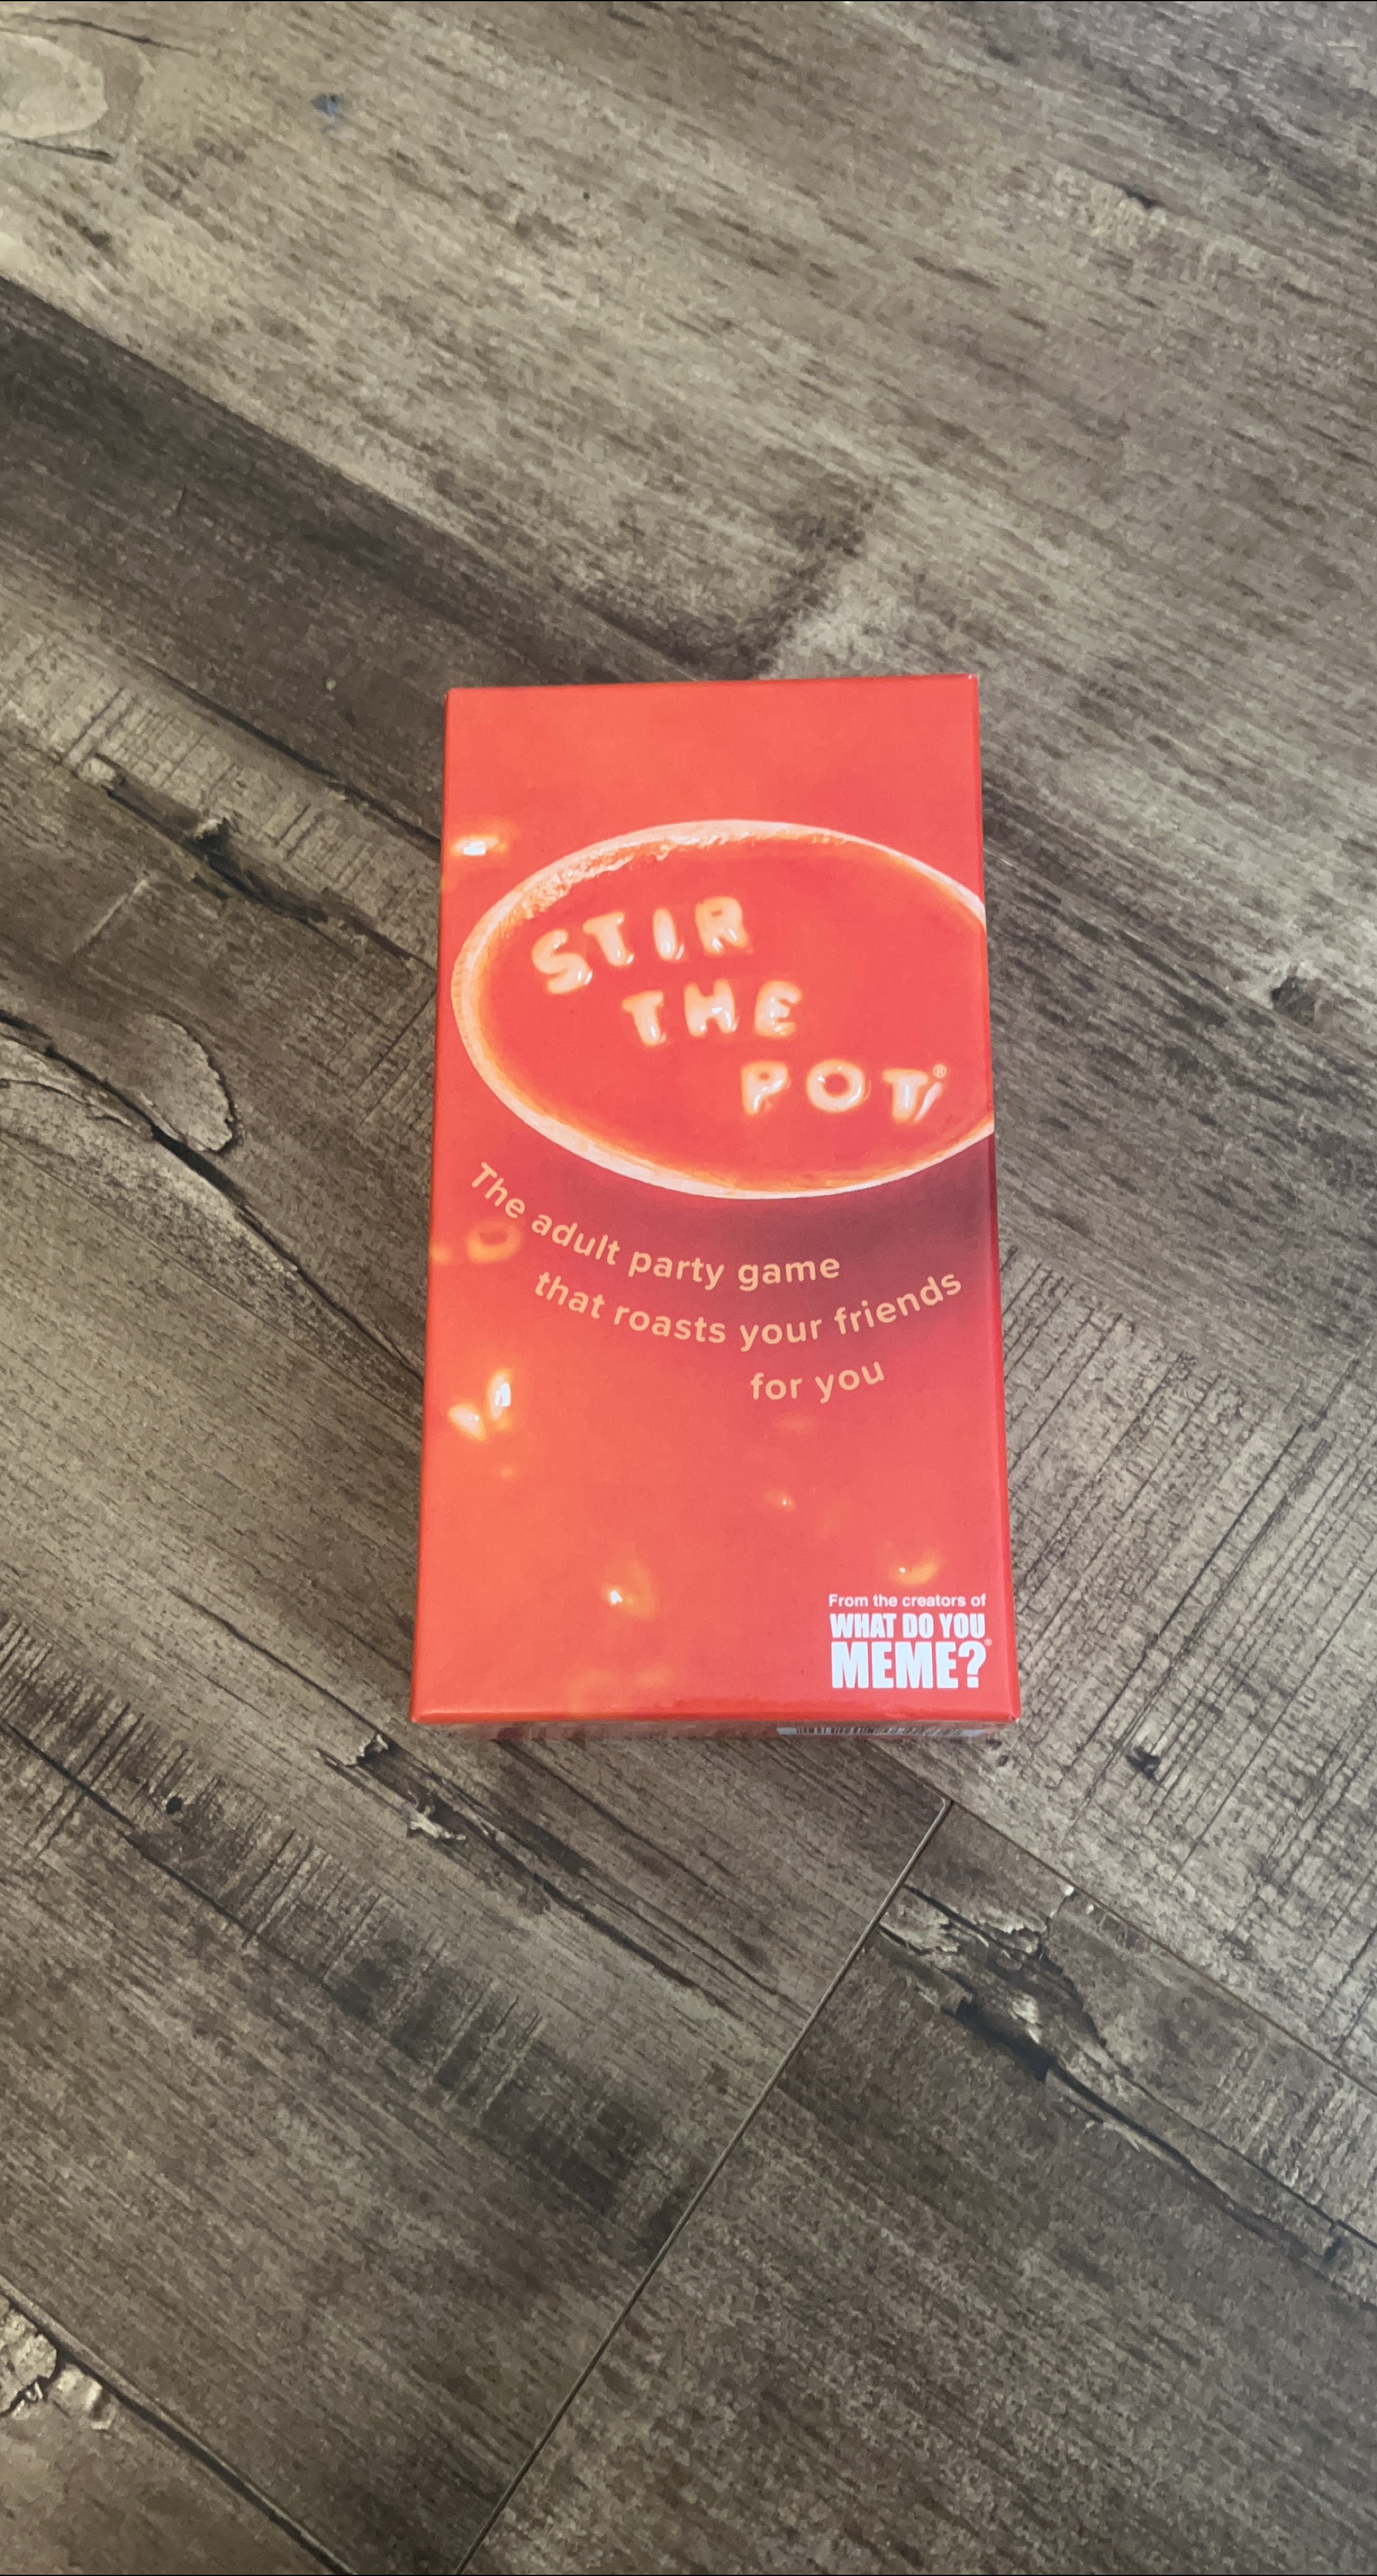 STIR
THE
POT®
The adult party game
that roasts your friends
for you
From the creators of
WHAT DO YOU
MEME?®